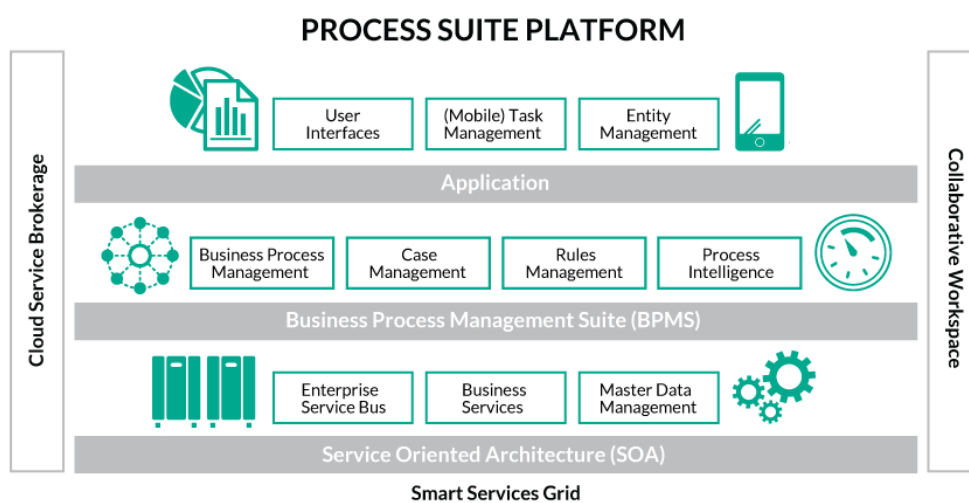 PROCESS SUITE PLATFORM
Cloud Service Brokerage
User
Interfaces
(Mobile) Task
Management
Entity
Management
Application
Business Process
Management
Case
Management
Rules
Management
Process
Intelligence
Business Process Management Suite (BPMS)
Enterprise
Service Bus
Business
Services
Master Data
Management
Service Oriented Architecture (SOA)
Smart Services Grid
Collaborative Workspace